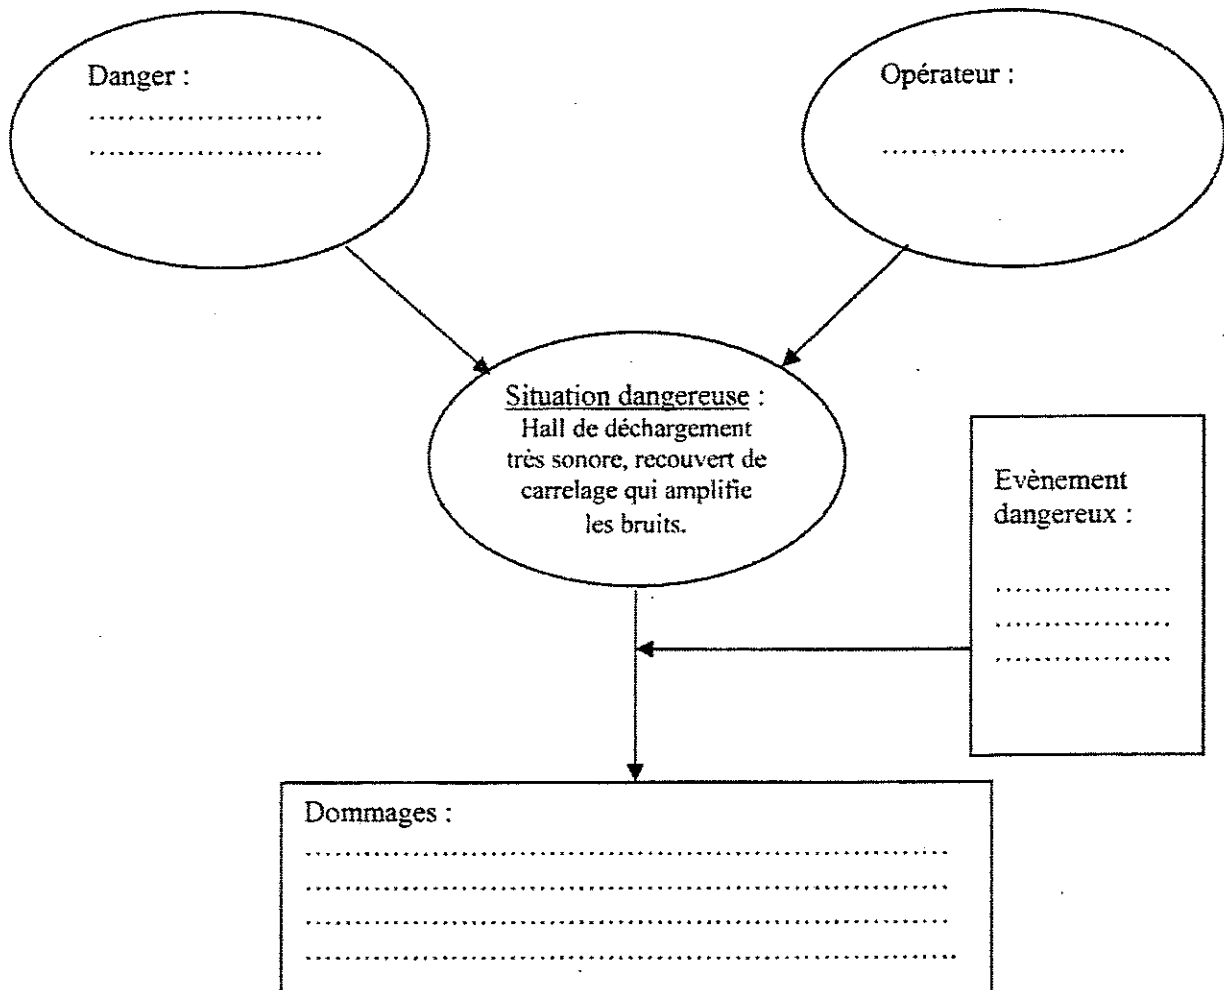 Danger :
.........................
.........................
Opérateur :
..........................
Situation dangereuse :
Hall de déchargement
très sonore, recouvert de
carrelage qui amplifie
les bruits.
Evènement
dangereux :
...................
...................
...................
Dommages :
......................................................................
......................................................................
......................................................................
.......................................................................